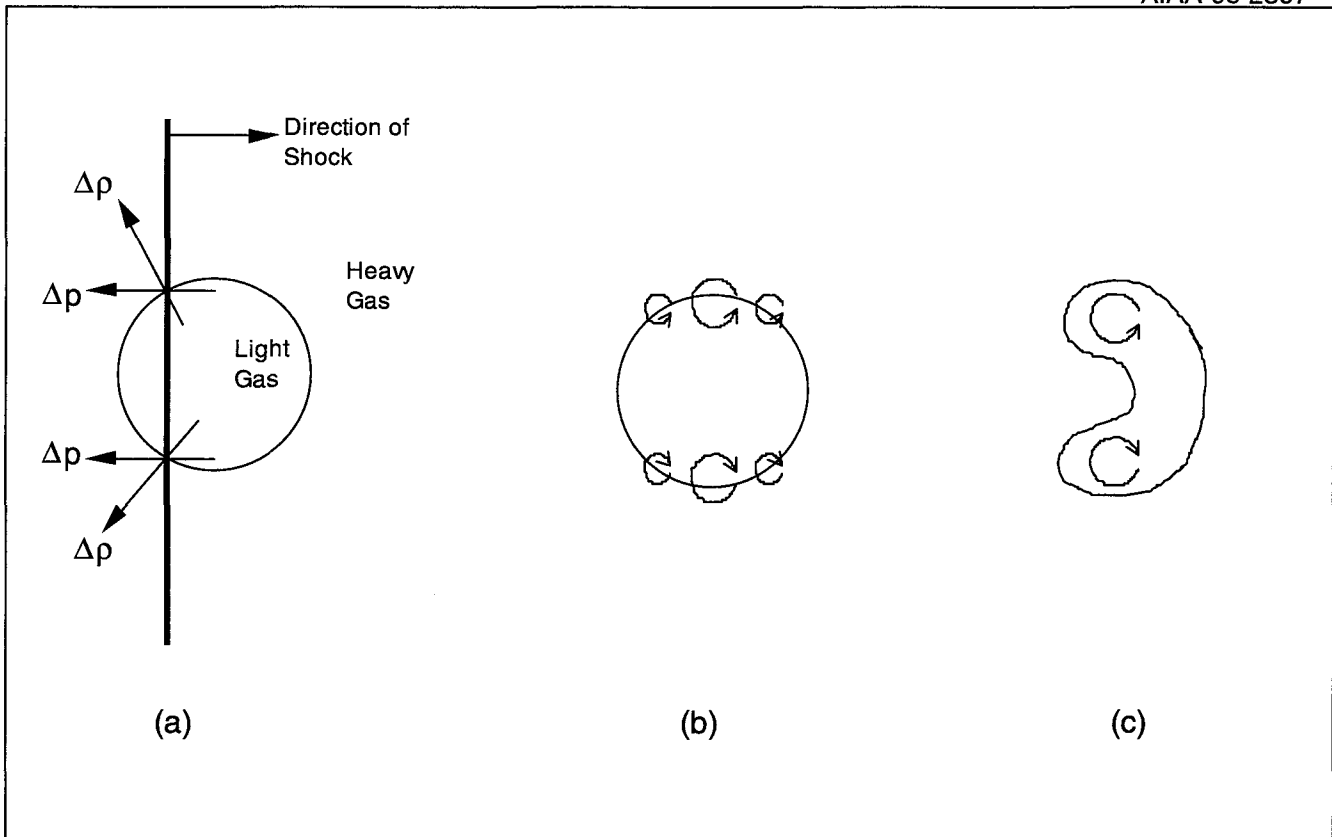 Direction of
Shock
Δρ
Δp
Heavy
Gas
Light
Gas
Δp
Δρ
(a)
(b)
(c)